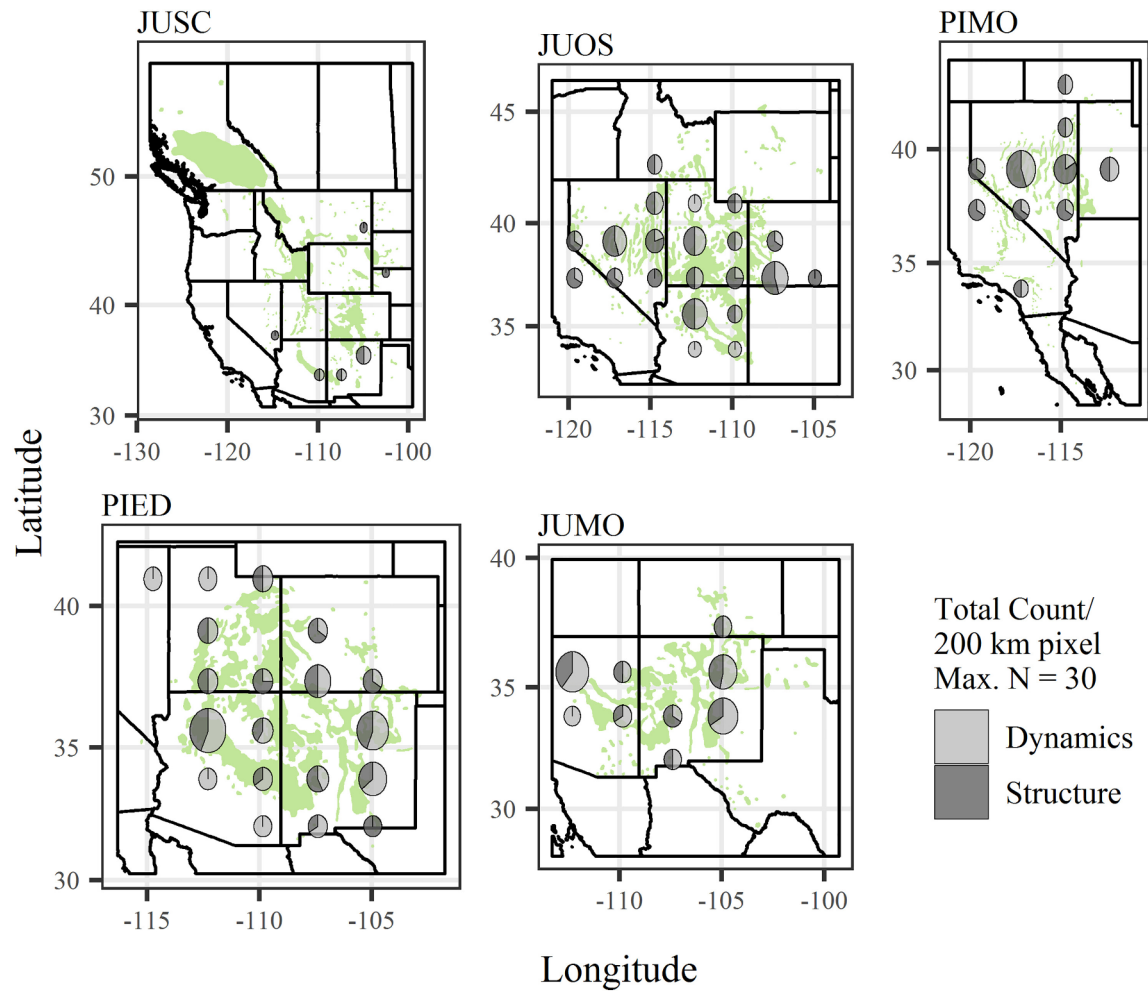 JUSC
50
40
30
-130
-120
-110
-100
JUOS
45
40
35
-120
-115
-110
-105
PIMO
40
35
30
-120
-115
Latitude
PIED
40
35
30
-115
-110
-105
JUMO
40
35
30
-110
-105
-100
Total Count/
200 km pixel
Max. N = 30
Dynamics
Structure
Longitude